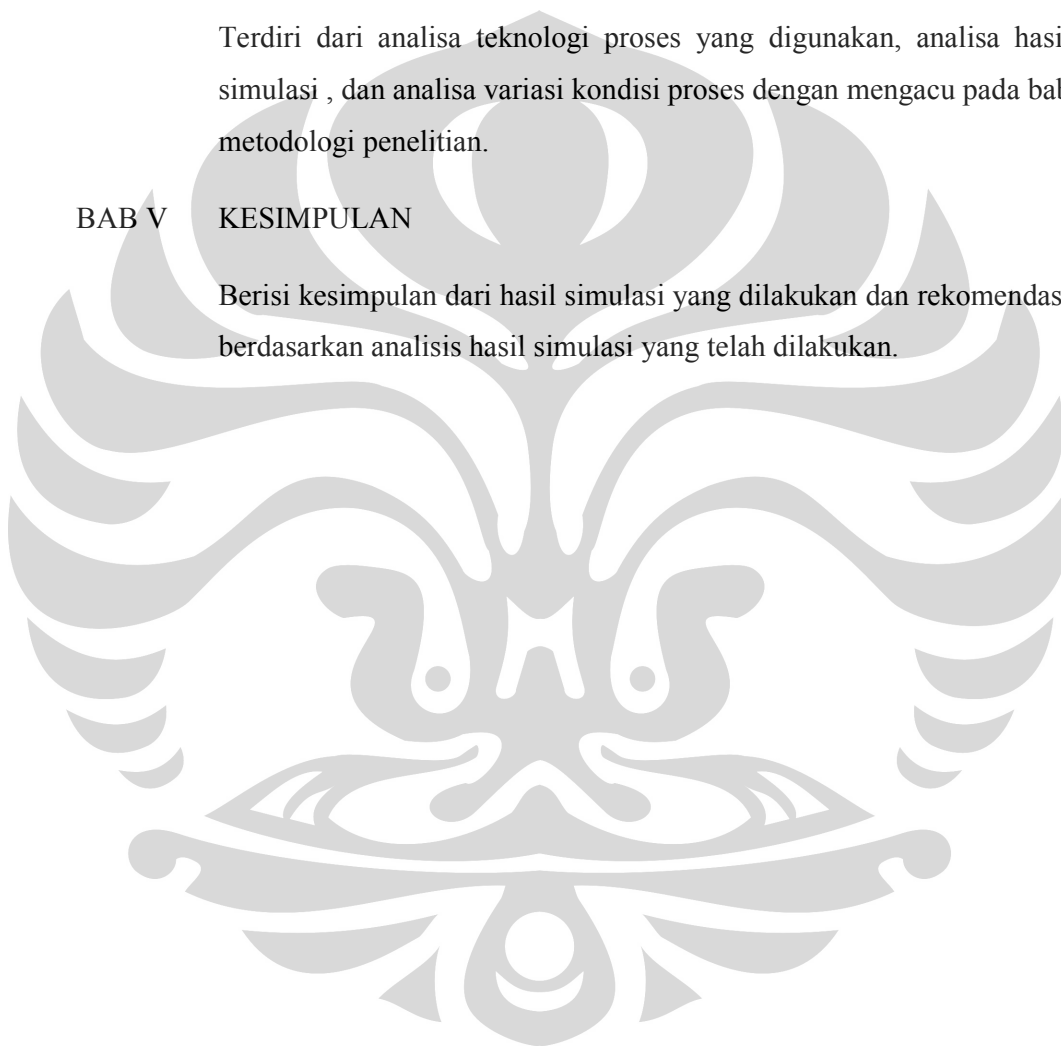 Terdiri dari analisa teknologi proses yang digunakan, analisa hasi
simulasi , dan analisa variasi kondisi proses dengan mengacu pada bab
metodologi penelitian.
BAB V KESIMPULAN
Berisi kesimpulan dari hasil simulasi yang dilakukan dan rekomendas
berdasarkan analisis hasil simulasi yang telah dilakukan.